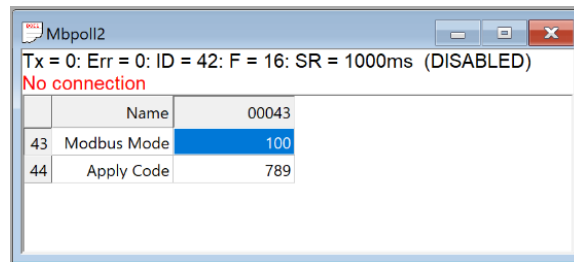 Mbpoll2
Tx = 0: Err = 0: ID = 42: F = 16: SR = 1000ms (DISABLED)
No connection
Name 00043
43 Modbus Mode 100
44 Apply Code 789